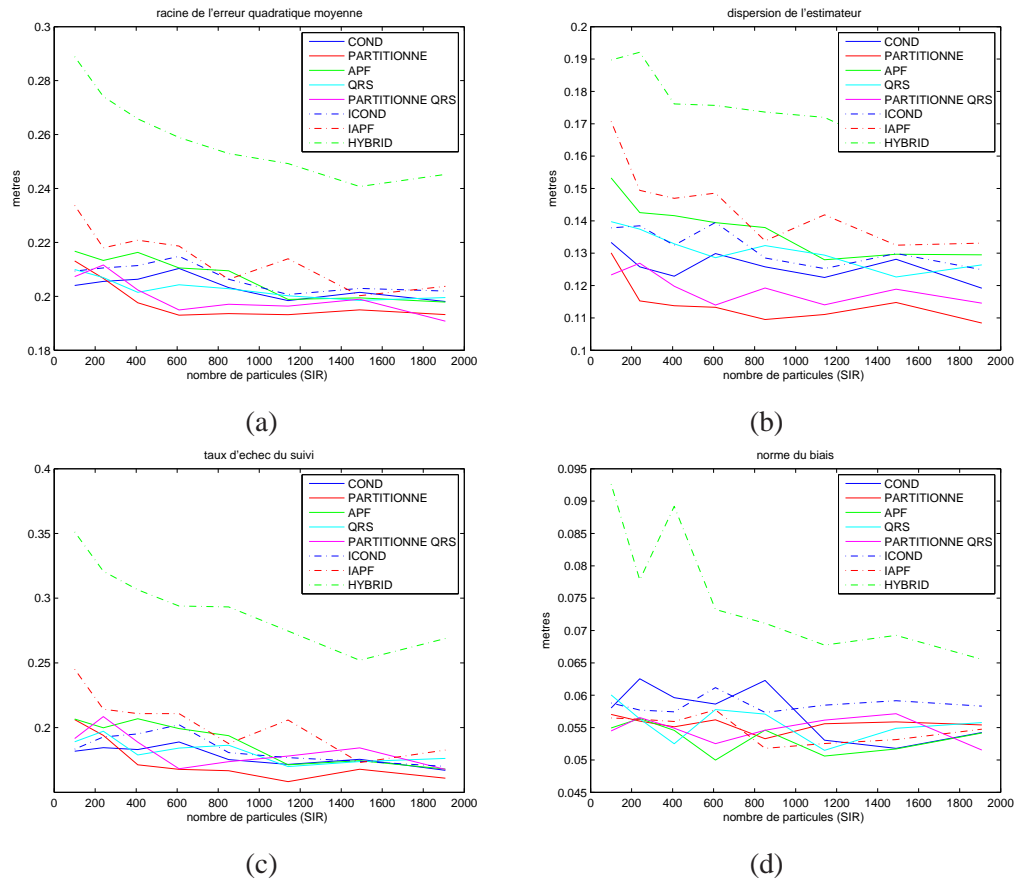 racine de l'erreur quadratique moyenne
0.3
0.28
0.26
0.24
0.22
0.2
0.18
metres
0 200 400 600 800 1000 1200 1400 1600 1800 2000
nombre de particules (SIR)
COND
PARTITIONNE
APF
QRS
PARTITIONNE QRS
ICOND
IAPF
HYBRID
(a)
dispersion de l'estimateur
0.2
0.19
0.18
0.17
0.16
0.15
0.14
0.13
0.12
0.11
0.1
metres
0 200 400 600 800 1000 1200 1400 1600 1800 2000
nombre de particules (SIR)
COND
PARTITIONNE
APF
QRS
PARTITIONNE QRS
ICOND
IAPF
HYBRID
(b)
taux d'echec du suivi
0.4
0.35
0.3
0.25
0.2
0 200 400 600 800 1000 1200 1400 1600 1800 2000
nombre de particules (SIR)
COND
PARTITIONNE
APF
QRS
PARTITIONNE QRS
ICOND
IAPF
HYBRID
(c)
norme du biais
0.095
0.09
0.085
0.08
0.075
0.07
0.065
0.06
0.055
0.05
0.045
metres
0 200 400 600 800 1000 1200 1400 1600 1800 2000
nombre de particules (SIR)
COND
PARTITIONNE
APF
QRS
PARTITIONNE QRS
ICOND
IAPF
HYBRID
(d)